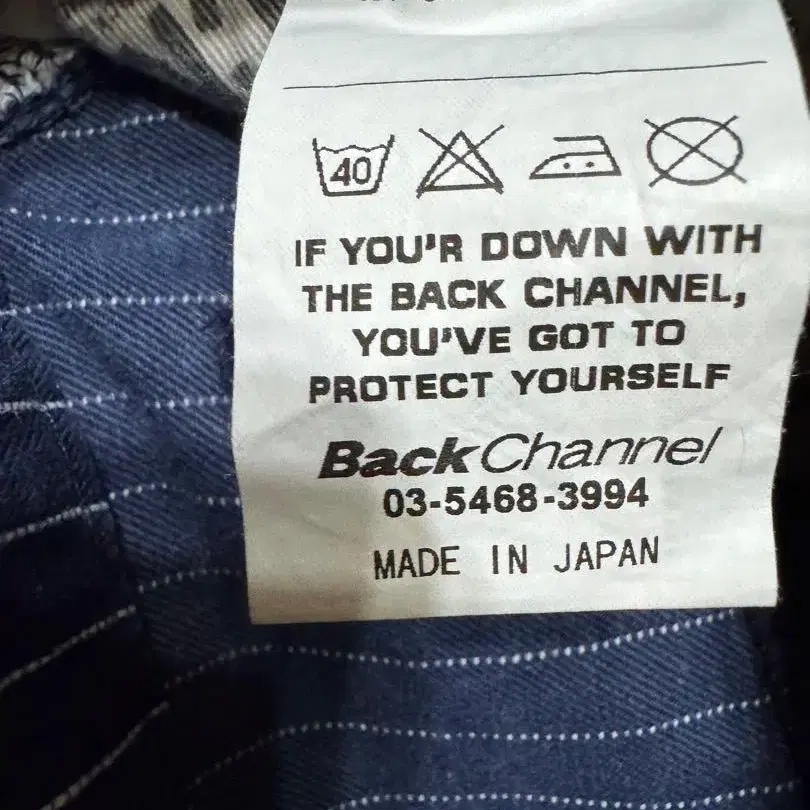 40
IF YOU'R DOWN WITH
THE BACK CHANNEL,
YOU'VE GOT TO
PROTECT YOURSELF
BackChannel
03-5468-3994
MADE IN JAPAN